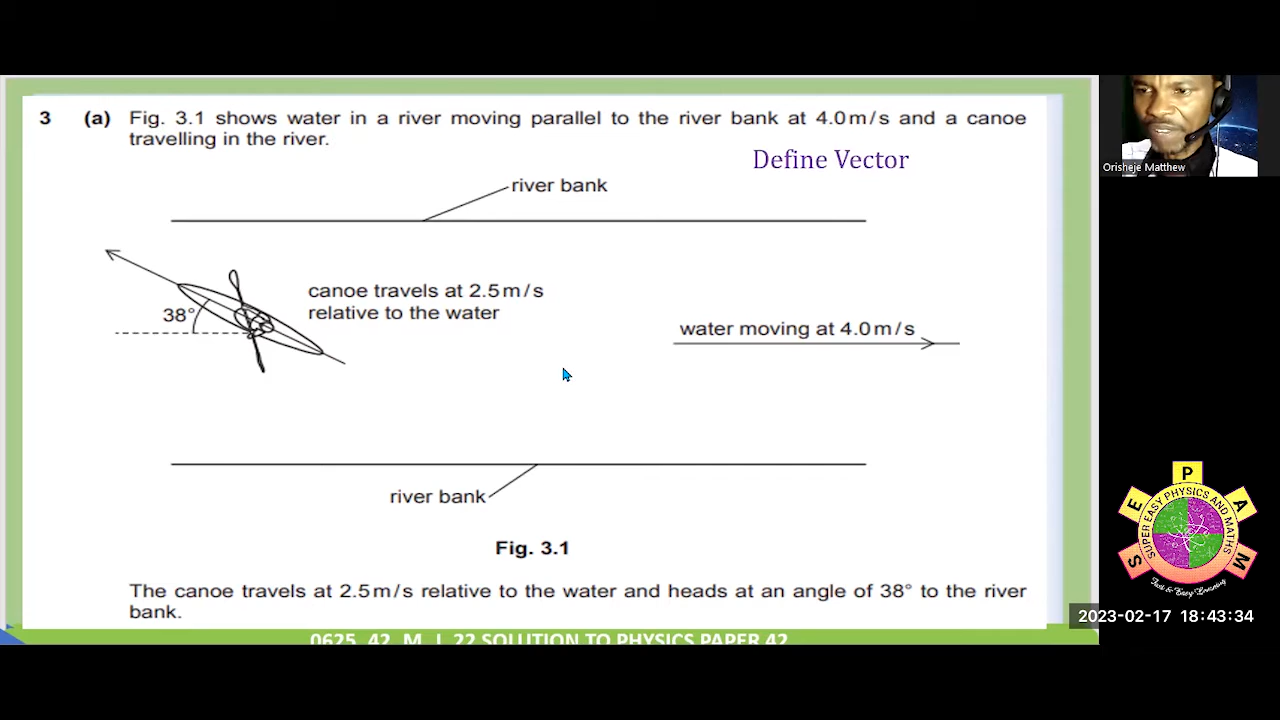 3 (a) Fig. 3.1 shows water in a river moving parallel to the river bank at 4.0 m / s and a canoe
travelling in the river.
Define Vector
river bank
canoe travels at 2.5 m / s
relative to the water
38°
water moving at 4.0 m / s
river bank
Fig. 3.1
The canoe travels at 2.5 m / s relative to the water and heads at an angle of 38° to the river
bank.
0625 42 M J 22 SOLUTION TO PHYSICS PAPER 42
Orisheje Matthew
S E P A M
SUPER EASY PHYSICS AND MATHS
Fast & Easy Learning
2023-02-17 18:43:34